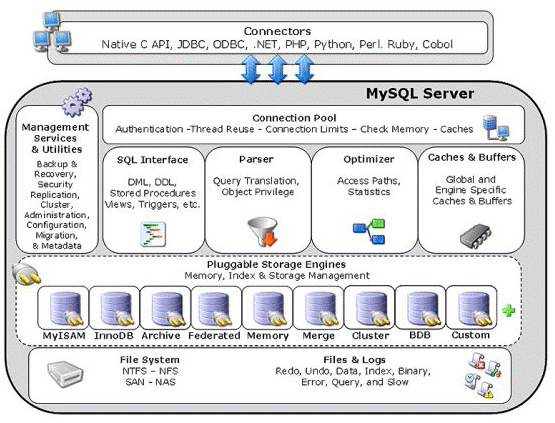 Connectors
Native C API, JDBC, ODBC, .NET, PHP, Python, Perl. Ruby, Cobol
MySQL Server
Management
Services
& Utilities
Backup &
Recovery,
Security
Replication,
Cluster,
Administration,
Configuration,
Migration,
& Metadata
Connection Pool
Authentication -Thread Reuse - Connection Limits – Check Memory - Caches
SQL Interface
DML, DDL,
Stored Procedures
Views, Triggers, etc.
Parser
Query Translation,
Object Privilege
Optimizer
Access Paths,
Statistics
Caches & Buffers
Global and
Engine Specific
Caches & Buffers
Pluggable Storage Engines
Memory, Index & Storage Management
MyISAM
InnoDB
Archive
Federated
Memory
Merge
Cluster
BDB
Custom
File System
NTFS – NFS
SAN - NAS
Files & Logs
Redo, Undo, Data, Index, Binary,
Error, Query, and Slow